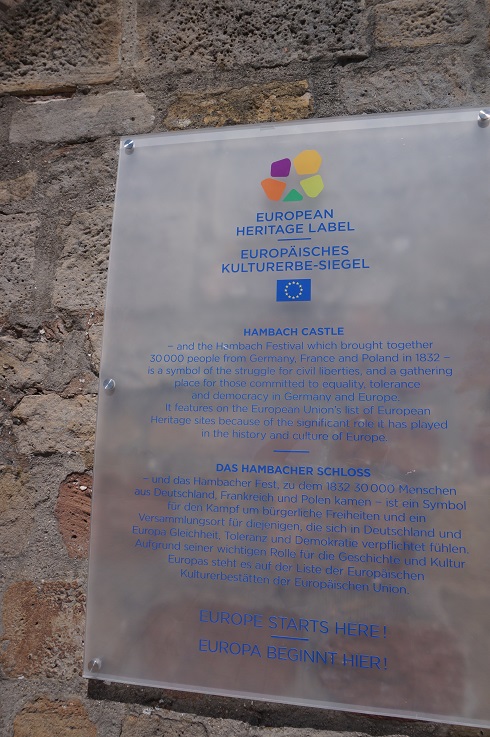 EUROPEAN
HERITAGE LABEL
EUROPÄISCHES
KULTURERBE-SIEGEL
HAMBACH CASTLE
– and the Hambach Festival which brought together
30 000 people from Germany, France and Poland in 1832 –
is a symbol of the struggle for civil liberties, and a gathering
place for those committed to equality, tolerance
and democracy in Germany and Europe.
It features on the European Union's list of European
Heritage sites because of the significant role it has played
in the history and culture of Europe.
DAS HAMBACHER SCHLOSS
– und das Hambacher Fest, zu dem 1832 30 000 Menschen
aus Deutschland, Frankreich und Polen kamen – ist ein Symbol
für den Kampf um bürgerliche Freiheiten und ein
Versammlungsort für diejenigen, die sich in Deutschland und
Europa Gleichheit, Toleranz und Demokratie verpflichtet fühlen.
Aufgrund seiner wichtigen Rolle für die Geschichte und Kultur
Europas steht es auf der Liste der Europäischen
Kulturerbestätten der Europäischen Union.
EUROPE STARTS HERE!
EUROPA BEGINNT HIER!